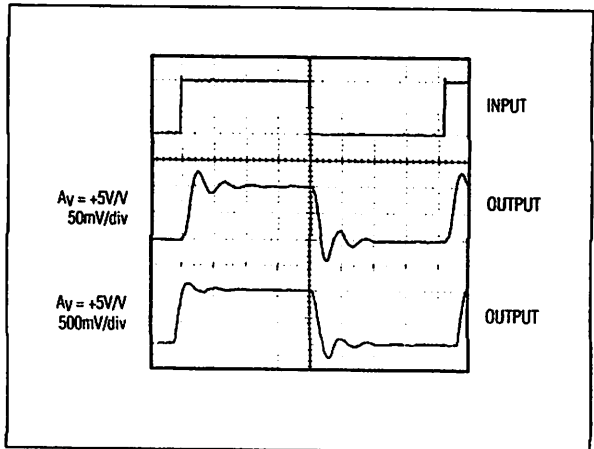 INPUT
Av = +5V/V
50mV/div
OUTPUT
Av = +5V/V
500mV/div
OUTPUT